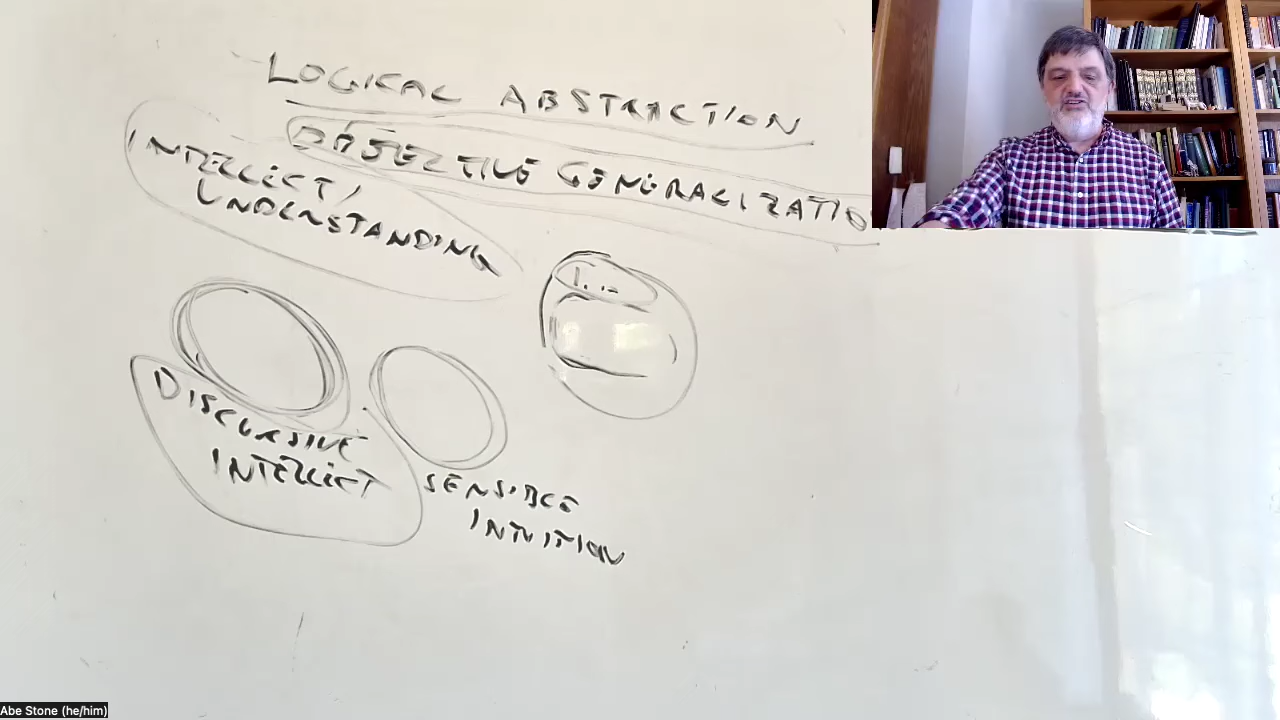 LOGICAL ABSTRACTION
OBJECTIVE GENERALIZATIO
INTELLECT/
UNDERSTANDING
DISCURSIVE
INTELLECT
SENSIBLE
INTUITION
Abe Stone (he/him)